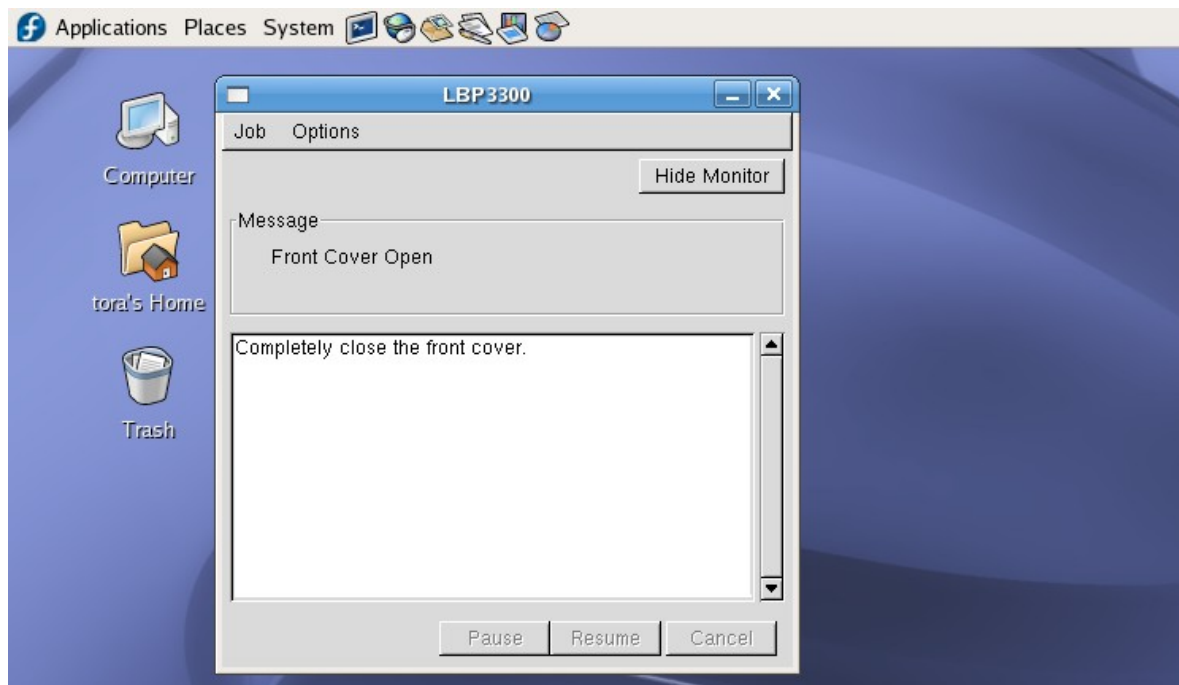 Applications Places System
LBP3300
Job Options
Hide Monitor
Message
Front Cover Open
Completely close the front cover.
Pause Resume Cancel
Computer
tora's Home
Trash